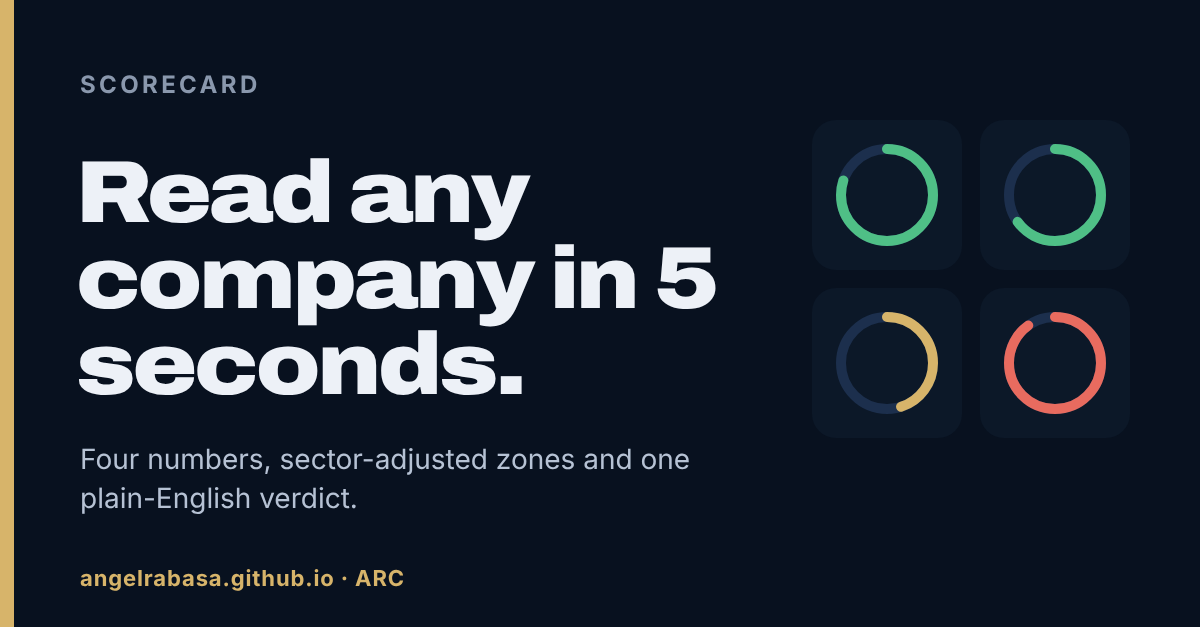 SCORECARD
Read any
company in 5
seconds.
Four numbers, sector-adjusted zones and one
plain-English verdict.
angelrabasa.github.io · ARC